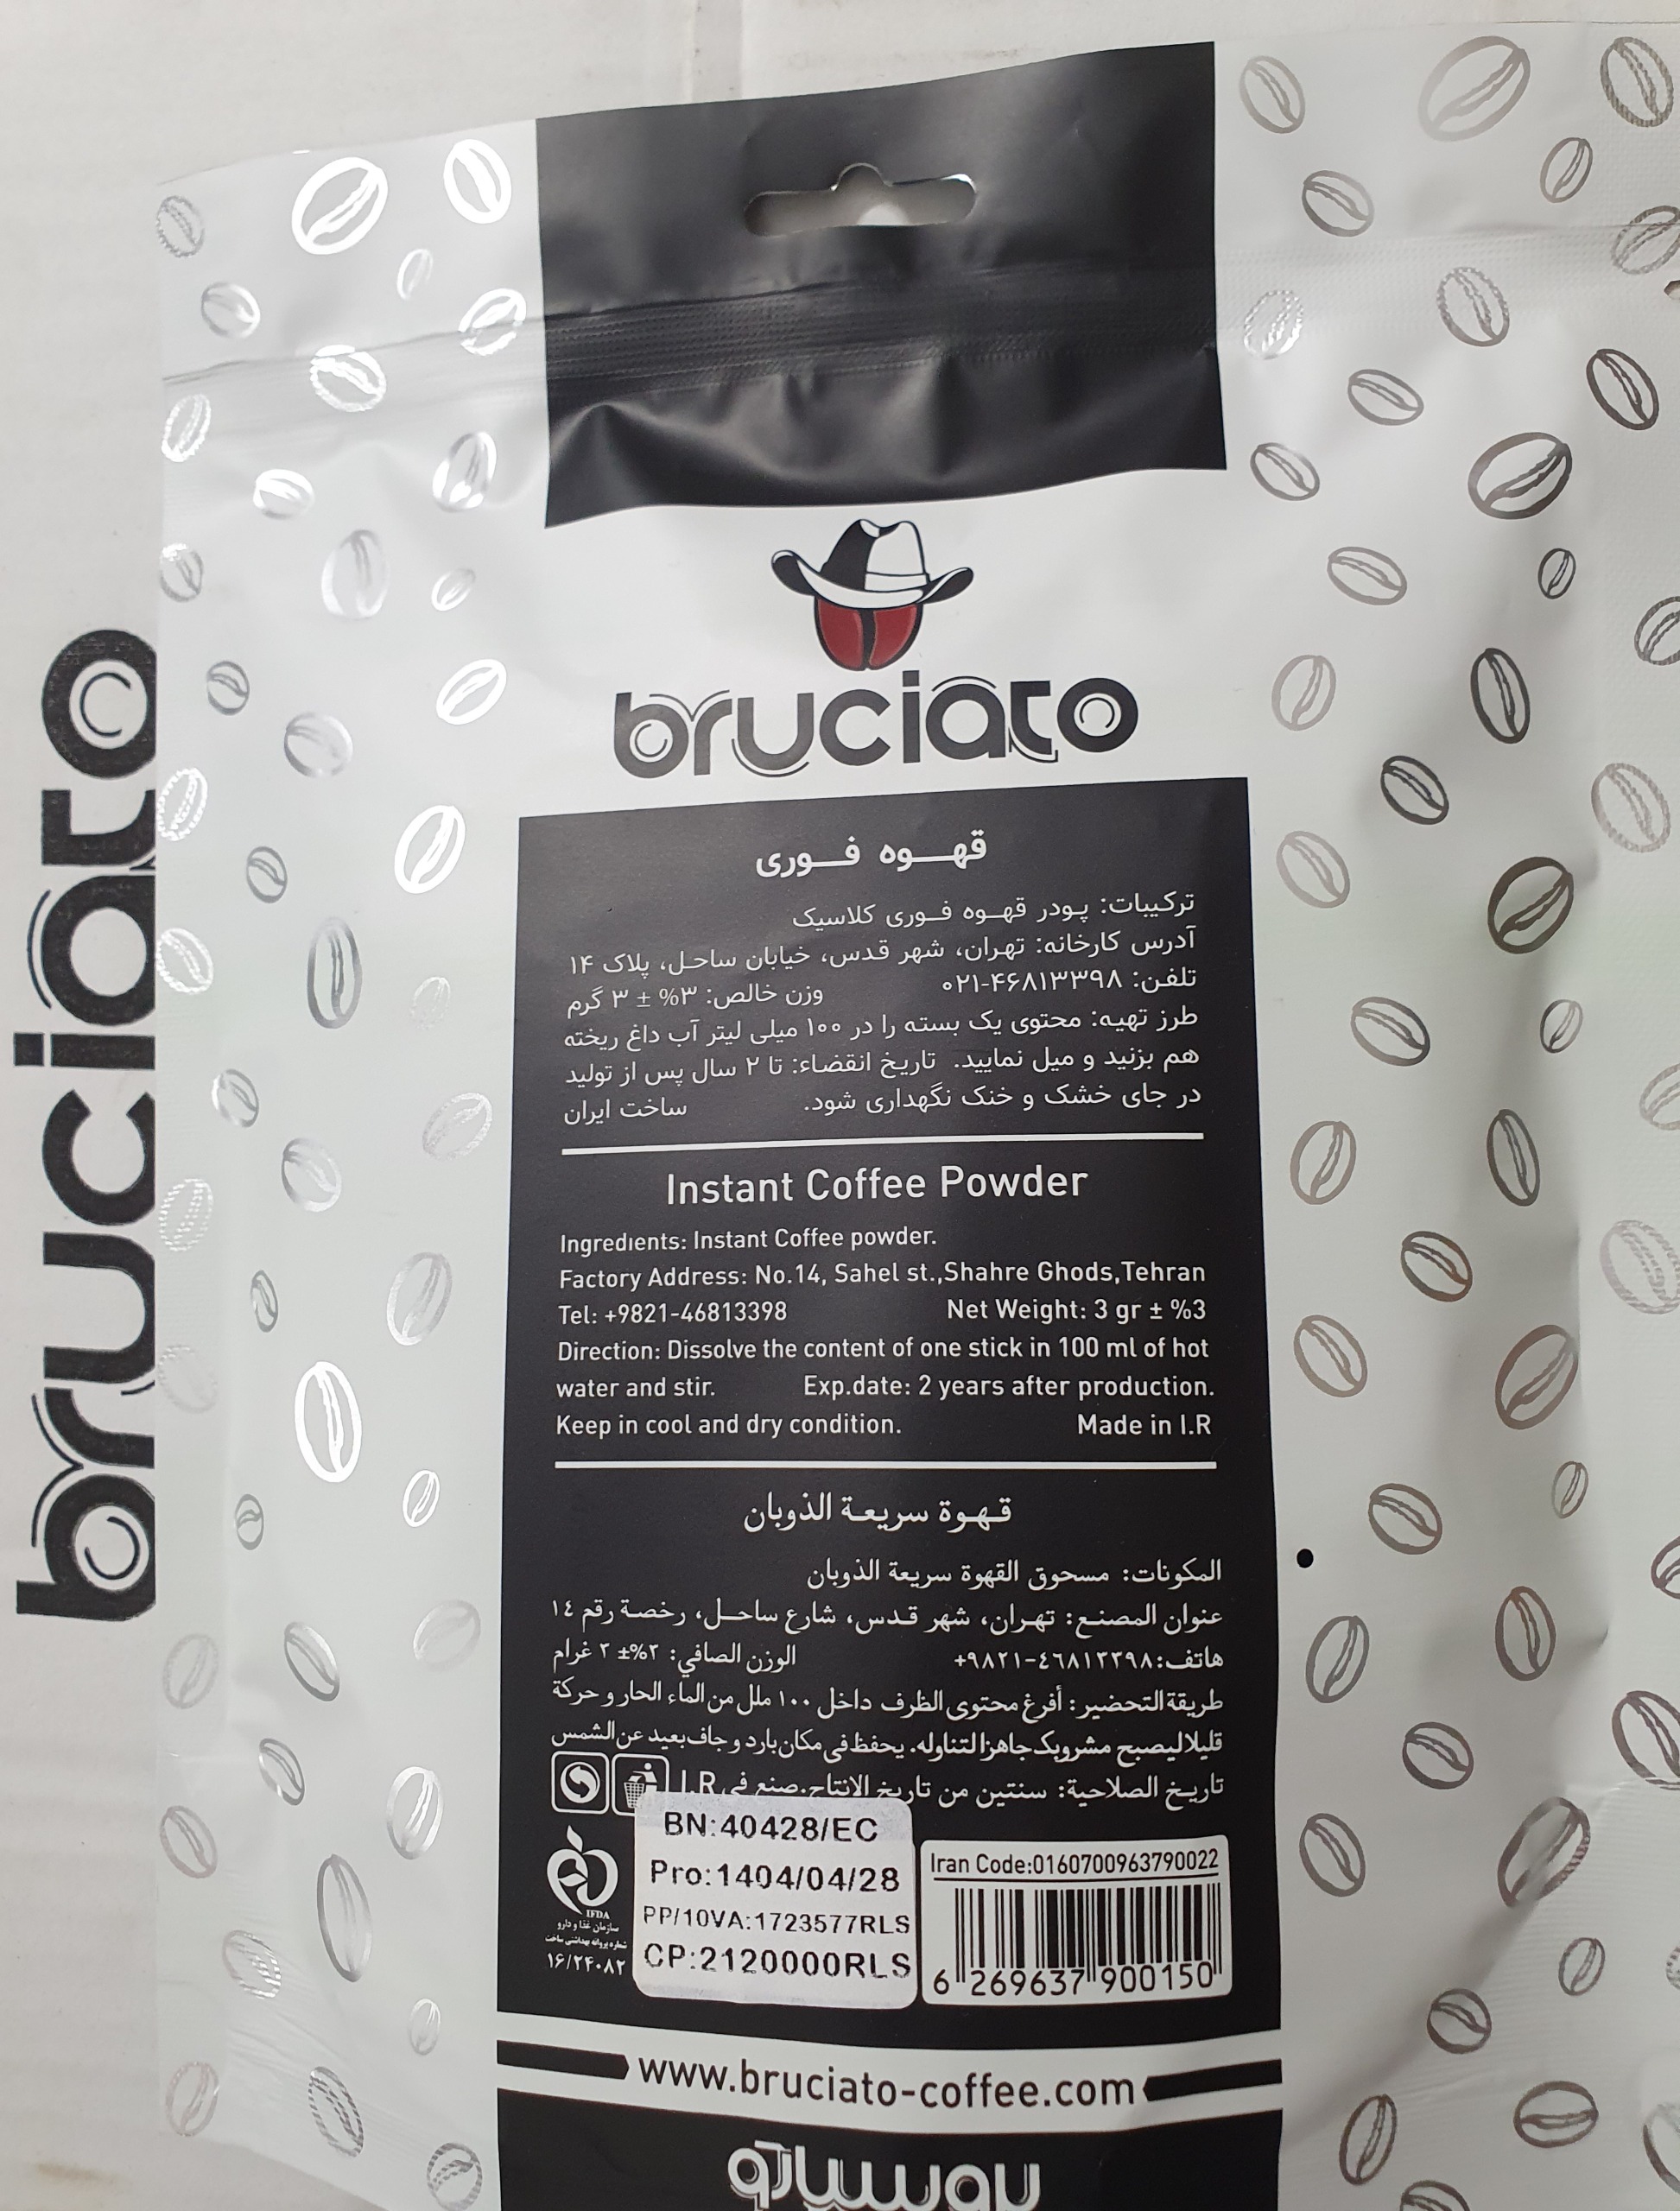 bruciato
bruciato
قهوه فوری
ترکیبات: پودر قهوه فوری کلاسیک
آدرس کارخانه: تهران، شهر قدس، خیابان ساحل، پلاک ۱۴
تلفن: ۰۲۱-۴۶۸۱۳۳۹۸ وزن خالص: ۳% ± ۳ گرم
طرز تهیه: محتوی یک بسته را در ۱۰۰ میلی لیتر آب داغ ریخته
هم بزنید و میل نمایید. تاریخ انقضاء: تا ۲ سال پس از تولید
در جای خشک و خنک نگهداری شود. ساخت ایران
Instant Coffee Powder
Ingredients: Instant Coffee powder.
Factory Address: No.14, Sahel st.,Shahre Ghods,Tehran
Tel: +9821-46813398 Net Weight: 3 gr ± %3
Direction: Dissolve the content of one stick in 100 ml of hot
water and stir. Exp.date: 2 years after production.
Keep in cool and dry condition. Made in I.R
قهوة سريعة الذوبان
المكونات: مسحوق القهوة سريعة الذوبان
عنوان المصنع: تهران، شهر قدس، شارع ساحل، رخصة رقم ١٤
هاتف:٤٦٨١٣٣٩٨-٩٨٢١+ الوزن الصافي: ٣%± ٣ غرام
طريقة التحضير: أفرغ محتوى الظرف داخل ١٠٠ ملل من الماء الحار و حركة
قليلا ليصبح مشروبک جاهزا لتناوله. يحفظ في مكان بارد و جاف بعيد عن الشمس
تاريخ الصلاحية: سنتين من تاريخ الانتاج. صنع في I.R
BN:40428/EC
Pro:1404/04/28
PP/10VA:1723577RLS
CP:2120000RLS
IFDA
سازمان غذا و دارو
شماره پروانه بهداشتی ساخت
۱۶/۲۴۰۸۲
Iran Code:0160700963790022
6 269637 900150
www.bruciato-coffee.com